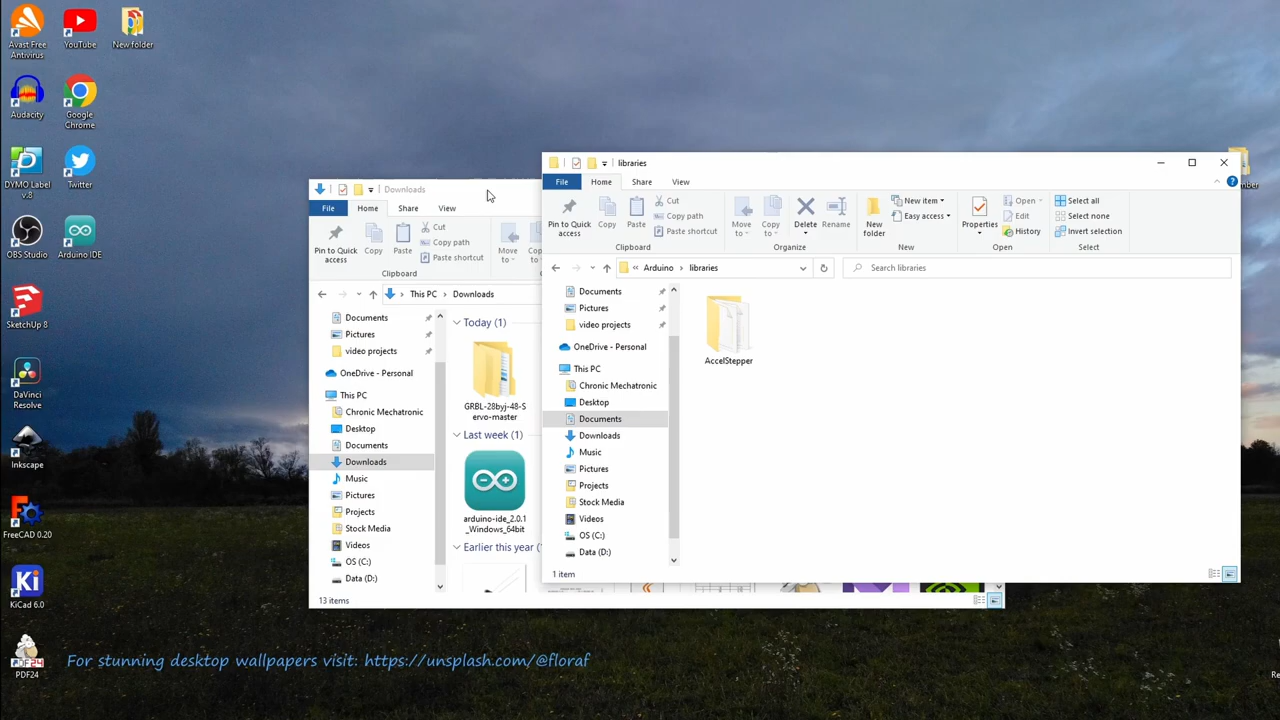 Avast Free
Antivirus
YouTube
New folder
Audacity
Google
Chrome
DYMO Label
v.8
Twitter
OBS Studio
Arduino IDE
SketchUp 8
DaVinci
Resolve
Inkscape
FreeCAD 0.20
KiCad 6.0
PDF24
For stunning desktop wallpapers visit: https://unsplash.com/@floraf
Downloads
File
Home
Share
View
Pin to Quick
access
Copy
Paste
Cut
Copy path
Paste shortcut
Move
to
Clipboard
This PC
Downloads
Documents
Pictures
video projects
OneDrive - Personal
This PC
Chronic Mechatronic
Desktop
Documents
Downloads
Music
Pictures
Projects
Stock Media
Videos
OS (C:)
Data (D:)
Today (1)
GRBL-28byj-48-S
ervo-master
Last week (1)
arduino-ide_2.0.1
_Windows_64bit
Earlier this year (
13 items
libraries
File
Home
Share
View
Pin to Quick
access
Copy
Paste
Cut
Copy path
Paste shortcut
Clipboard
Move
to
Copy
to
Delete
Rename
Organize
New
folder
New item
Easy access
New
Properties
Open
Edit
History
Open
Select all
Select none
Invert selection
Select
« Arduino > libraries
Search libraries
Documents
Pictures
video projects
OneDrive - Personal
This PC
Chronic Mechatronic
Desktop
Documents
Downloads
Music
Pictures
Projects
Stock Media
Videos
OS (C:)
Data (D:)
AccelStepper
1 item